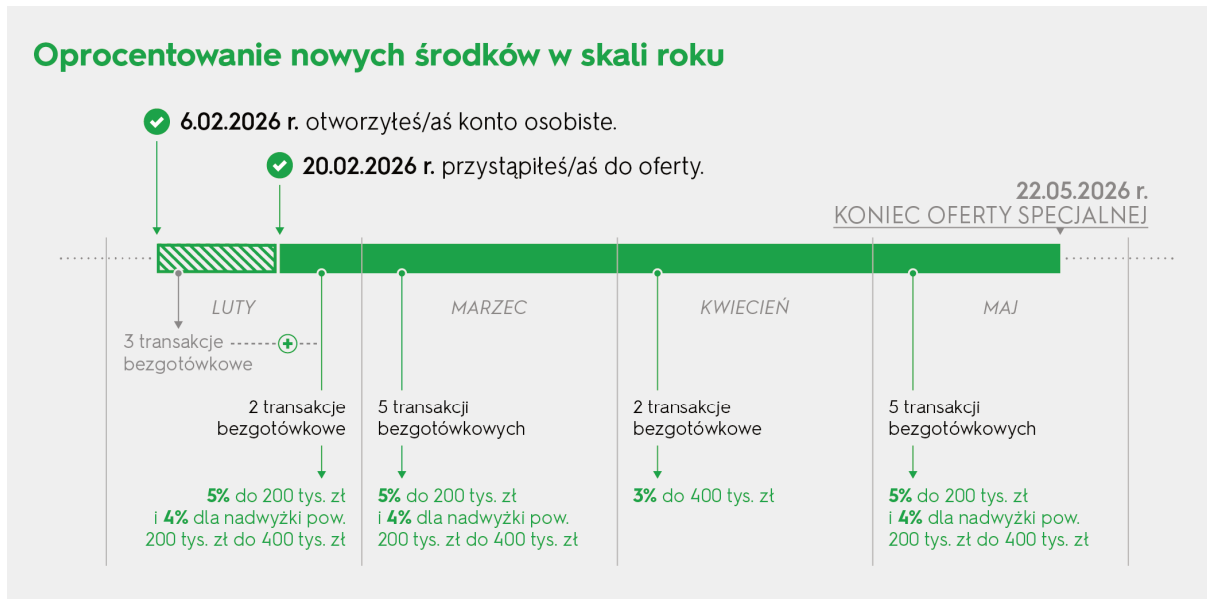 Oprocentowanie nowych środków w skali roku
6.02.2026 r. otworzyłeś/aś konto osobiste.
20.02.2026 r. przystąpiłeś/aś do oferty.
22.05.2026 r.
KONIEC OFERTY SPECJALNEJ
LUTY
MARZEC
KWIECIEŃ
MAJ
3 transakcje
bezgotówkowe
2 transakcje
bezgotówkowe
5% do 200 tys. zł
i 4% dla nadwyżki pow.
200 tys. zł do 400 tys. zł
5 transakcji
bezgotówkowych
5% do 200 tys. zł
i 4% dla nadwyżki pow.
200 tys. zł do 400 tys. zł
2 transakcje
bezgotówkowe
3% do 400 tys. zł
5 transakcji
bezgotówkowych
5% do 200 tys. zł
i 4% dla nadwyżki pow.
200 tys. zł do 400 tys. zł